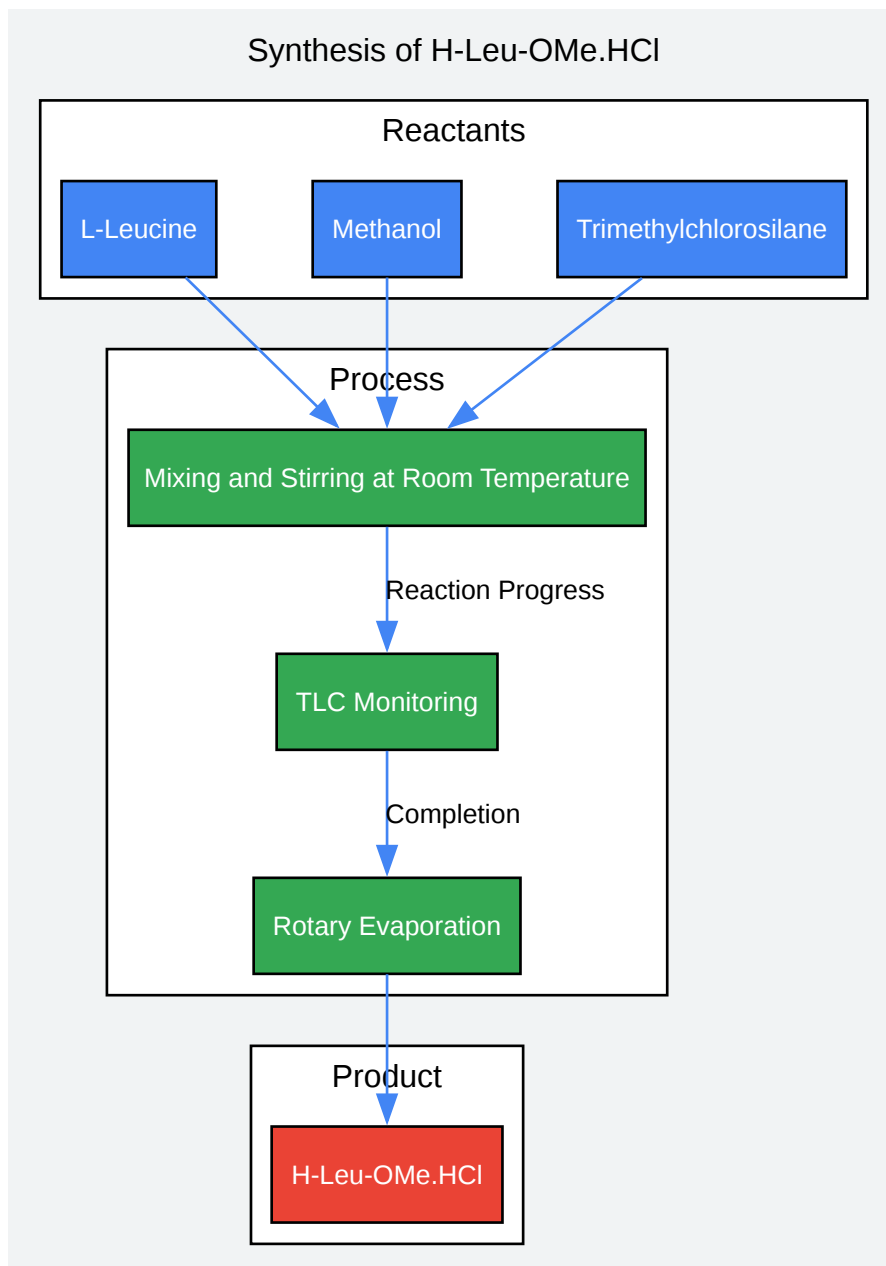 Synthesis of H-Leu-OMe.HCl
Reactants
L-Leucine
Methanol
Trimethylchlorosilane
Process
Mixing and Stirring at Room Temperature
Reaction Progress
TLC Monitoring
Completion
Rotary Evaporation
Product
H-Leu-OMe.HCl